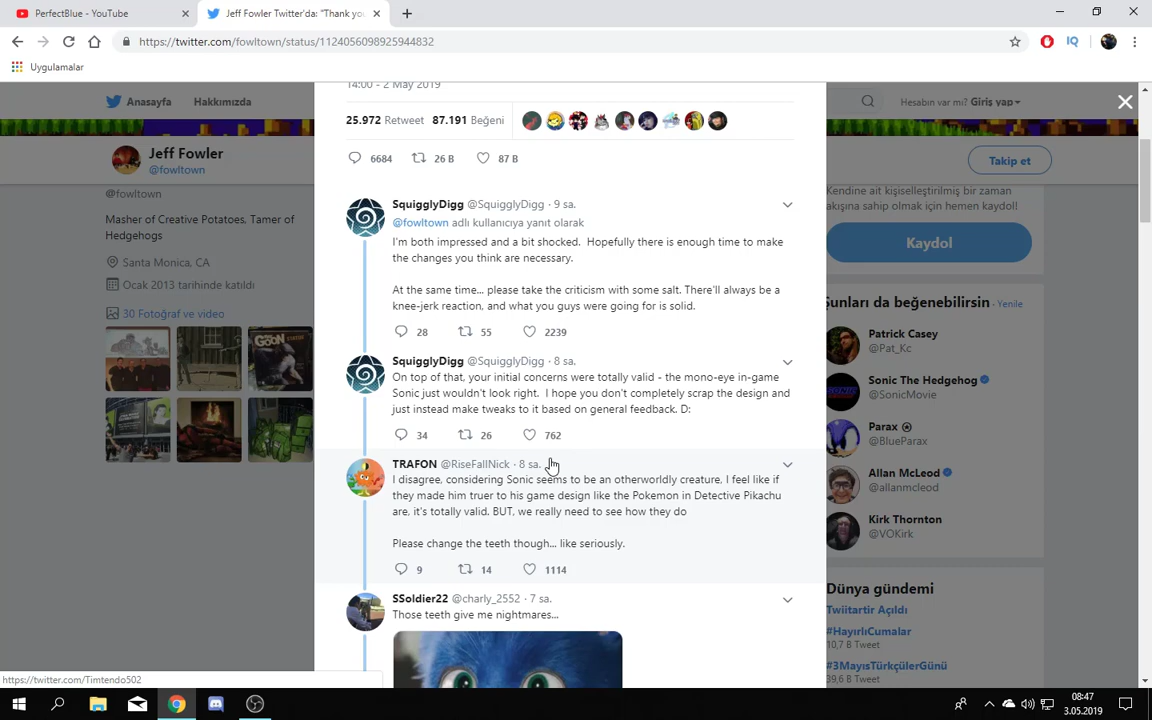 PerfectBlue - YouTube
Jeff Fowler Twitter'da: "Thank you
https://twitter.com/fowltown/status/1124056098925944832
Uygulamalar
Anasayfa
Hakkımızda
Hesabın var mı? Giriş yap
Jeff Fowler
@fowltown
Takip et
@fowltown
Masher of Creative Potatoes, Tamer of
Hedgehogs
Santa Monica, CA
Ocak 2013 tarihinde katıldı
30 Fotoğraf ve video
14:00 - 2 May 2019
25.972 Retweet 87.191 Beğeni
6684 26 B 87 B
SquigglyDigg @SquigglyDigg · 9 sa.
@fowltown adlı kullanıcıya yanıt olarak
I'm both impressed and a bit shocked. Hopefully there is enough time to make
the changes you think are necessary.
At the same time... please take the criticism with some salt. There'll always be a
knee-jerk reaction, and what you guys were going for is solid.
28 55 2239
SquigglyDigg @SquigglyDigg · 8 sa.
On top of that, your initial concerns were totally valid - the mono-eye in-game
Sonic just wouldn't look right. I hope you don't completely scrap the design and
just instead make tweaks to it based on general feedback. D:
34 26 762
TRAFON @RiseFallNick · 8 sa.
I disagree, considering Sonic seems to be an otherworldly creature, I feel like if
they made him truer to his game design like the Pokemon in Detective Pikachu
are, it's totally valid. BUT, we really need to see how they do
Please change the teeth though... like seriously.
9 14 1114
SSoldier22 @charly_2552 · 7 sa.
Those teeth give me nightmares...
Kendine ait kişiselleştirilmiş bir zaman
akışına sahip olmak için hemen kaydol!
Kaydol
Şunları da beğenebilirsin · Yenile
Patrick Casey
@Pat_Kc
Sonic The Hedgehog
@SonicMovie
Parax
@BlueParax
Allan McLeod
@allanmcleod
Kirk Thornton
@VOKirk
Dünya gündemi
Twiitartir Açıldı
#HayırlıCumalar
10,7 B Tweet
#3MayısTürkçülerGünü
39,6 B Tweet
https://twitter.com/Timtendo502
08:47
3.05.2019